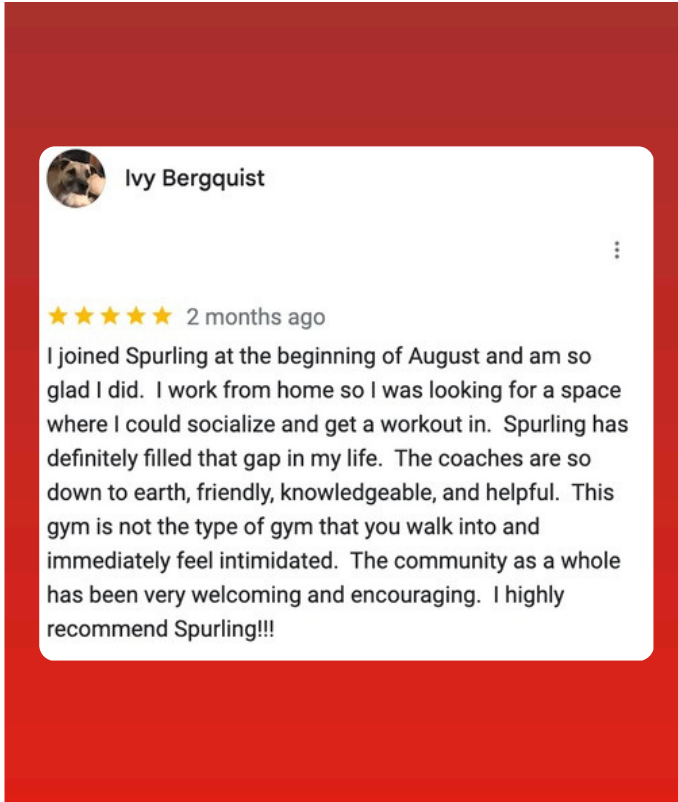 Ivy Bergquist
2 months ago
I joined Spurling at the beginning of August and am so
glad I did.  I work from home so I was looking for a space
where I could socialize and get a workout in.  Spurling has
definitely filled that gap in my life.  The coaches are so
down to earth, friendly, knowledgeable, and helpful.  This
gym is not the type of gym that you walk into and
immediately feel intimidated.  The community as a whole
has been very welcoming and encouraging.  I highly
recommend Spurling!!!